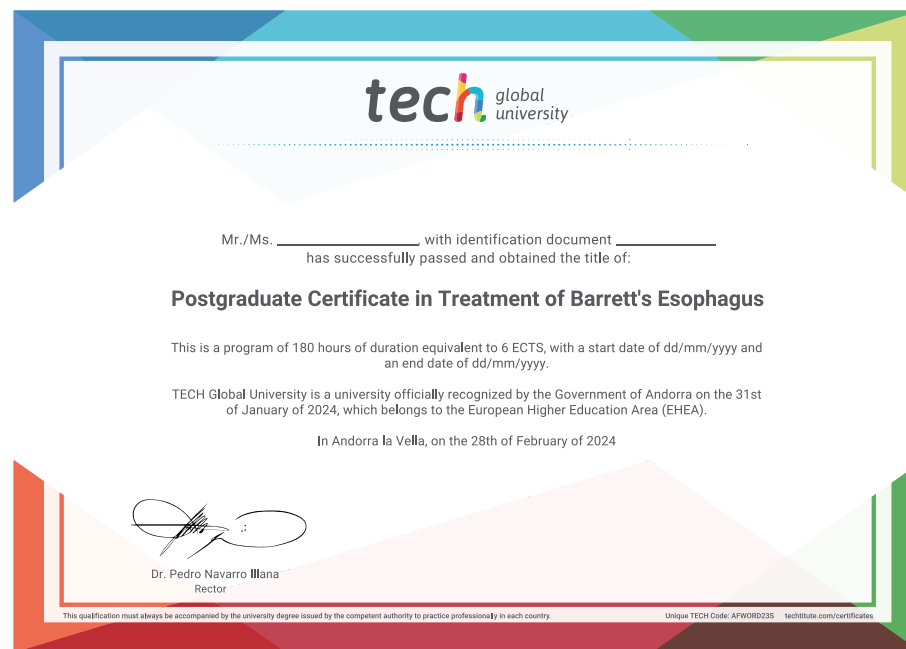 tech global university
Mr./Ms. ____________________, with identification document ______________
has successfully passed and obtained the title of:
Postgraduate Certificate in Treatment of Barrett's Esophagus
This is a program of 180 hours of duration equivalent to 6 ECTS, with a start date of dd/mm/yyyy and
an end date of dd/mm/yyyy.
TECH Global University is a university officially recognized by the Government of Andorra on the 31st
of January of 2024, which belongs to the European Higher Education Area (EHEA).
In Andorra la Vella, on the 28th of February of 2024
Dr. Pedro Navarro Illana
Rector
This qualification must always be accompanied by the university degree issued by the competent authority to practice professionally in each country.
Unique TECH Code: AFWORD23S techtitute.com/certificates